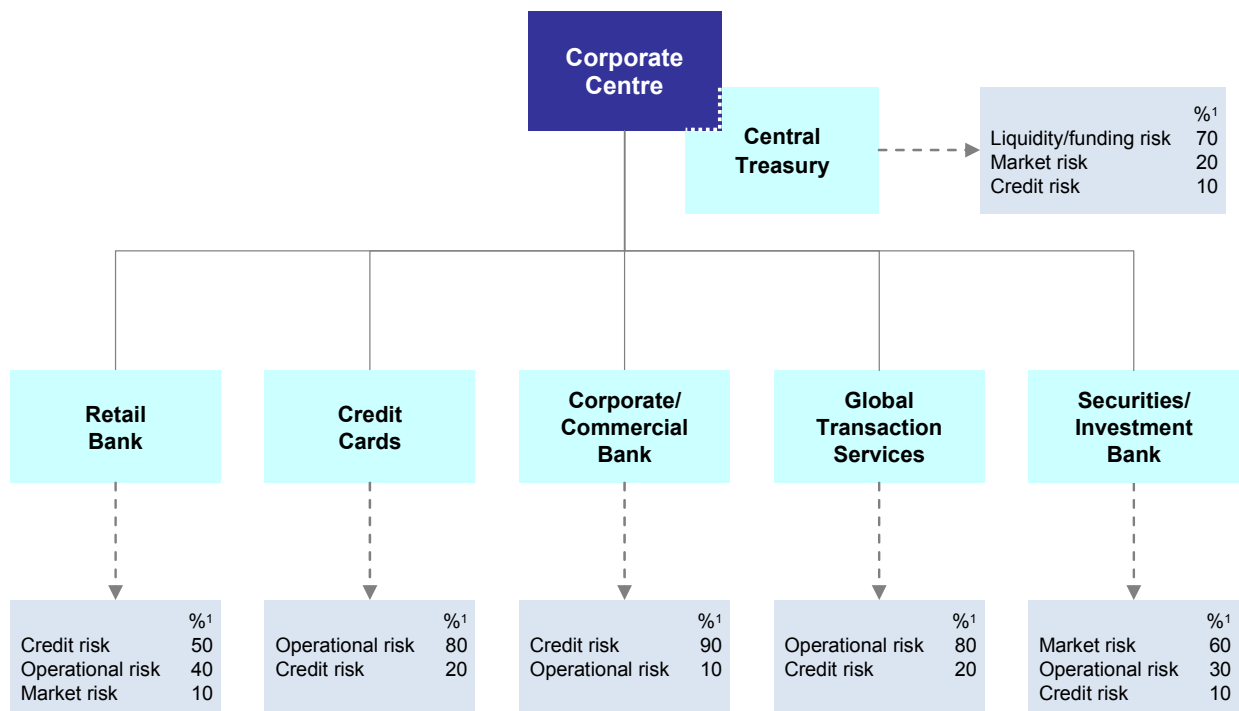 Corporate
Centre
Central
Treasury
%¹
Liquidity/funding risk 70
Market risk 20
Credit risk 10
Retail
Bank
Credit
Cards
Corporate/
Commercial
Bank
Global
Transaction
Services
Securities/
Investment
Bank
%¹
Credit risk 50
Operational risk 40
Market risk 10
%¹
Operational risk 80
Credit risk 20
%¹
Credit risk 90
Operational risk 10
%¹
Operational risk 80
Credit risk 20
%¹
Market risk 60
Operational risk 30
Credit risk 10